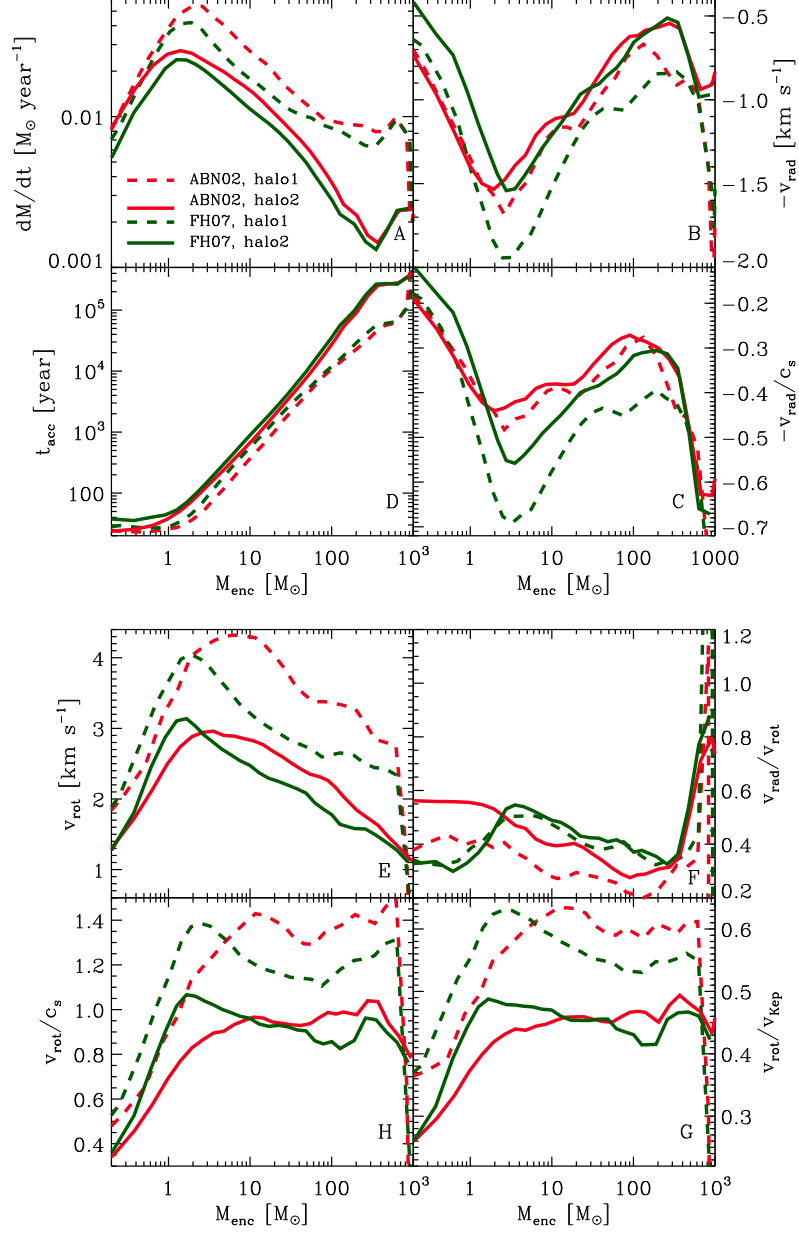 dM/dt [M⊙ year⁻¹]
0.01
0.001
ABN02, halo1
ABN02, halo2
FH07, halo1
FH07, halo2
A
B
−0.5
−1.0
−1.5
−2.0
−v_rad [km s⁻¹]
t_acc [year]
10⁵
10⁴
10³
100
D
C
−0.2
−0.3
−0.4
−0.5
−0.6
−0.7
−v_rad/c_s
1 10 100 10³ 1 10 100 1000
M_enc [M⊙] M_enc [M⊙]
v_rot [km s⁻¹]
4
3
2
1
E
F
1.2
1.0
0.8
0.6
0.4
0.2
v_rad/v_rot
v_rot/c_s
1.4
1.2
1.0
0.8
0.6
0.4
H
G
0.6
0.5
0.4
0.3
v_rot/v_Kep
1 10 100 10³ 1 10 100 10³
M_enc [M⊙] M_enc [M⊙]